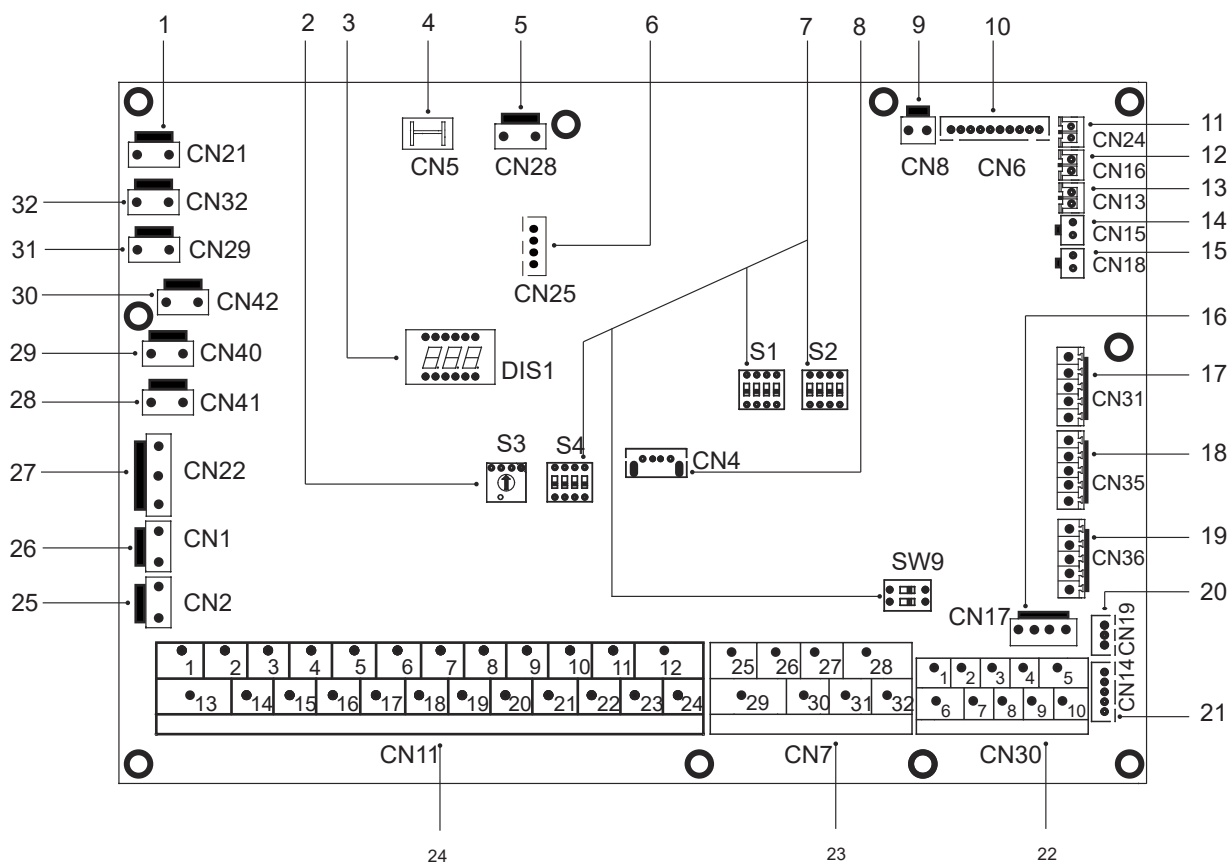 1 2 3 4 5 6 7 8 9 10
11
CN21
CN5
CN28
CN8
CN6
CN24
12
CN16
13
32
CN32
CN13
14
31
CN29
CN15
15
CN25
CN18
30
CN42
16
29
CN40
3
DIS1
S1 S2
17
28
CN41
CN31
27
CN22
2
S3 S4
CN4
18
CN35
26
CN1
19
CN36
25
CN2
SW9
20
CN17
CN19
1 2 3 4 5 6 7 8 9 10 11 12
25 26 27 28
1 2 3 4 5
CN14
13 14 15 16 17 18 19 20 21 22 23 24
29 30 31 32
6 7 8 9 10
21
CN11
CN7
CN30
24
23
22